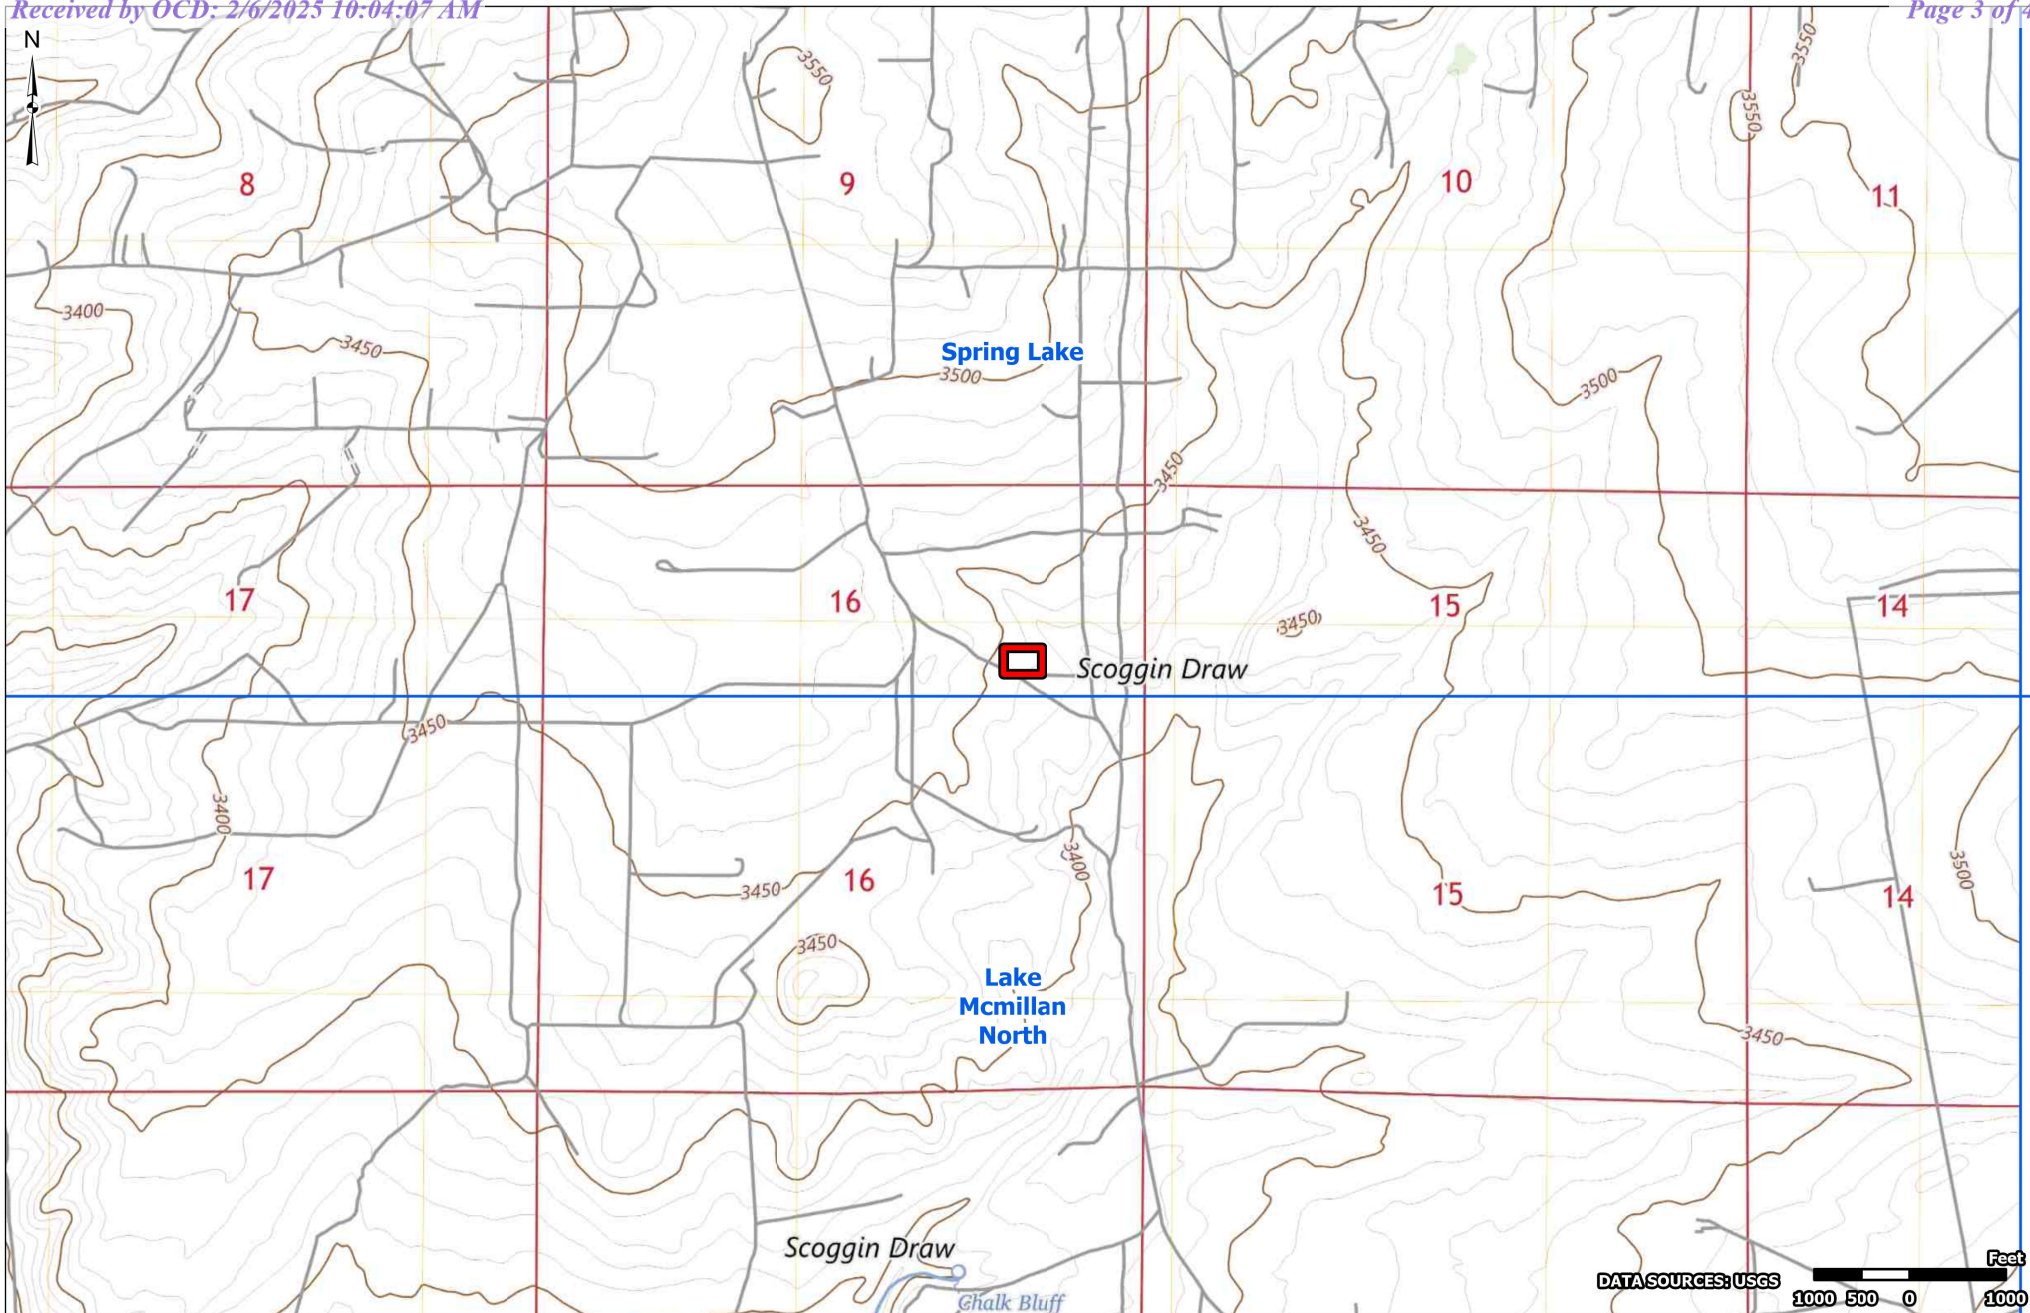 Received by OCD: 2/6/2025 10:04:07 AM
Page 3 of 4
N
3550
3550
3550
8
9
10
11
3400
3450
Spring Lake
3500
3500
3450
3450
17
16
3450
15
14
Scoggin Draw
3450
3400
3400
3500
17
3450
16
15
14
3450
Lake
Mcmillan
North
3450
Scoggin Draw
Chalk Bluff
Feet
DATA SOURCES: USGS
1000 500 0 1000